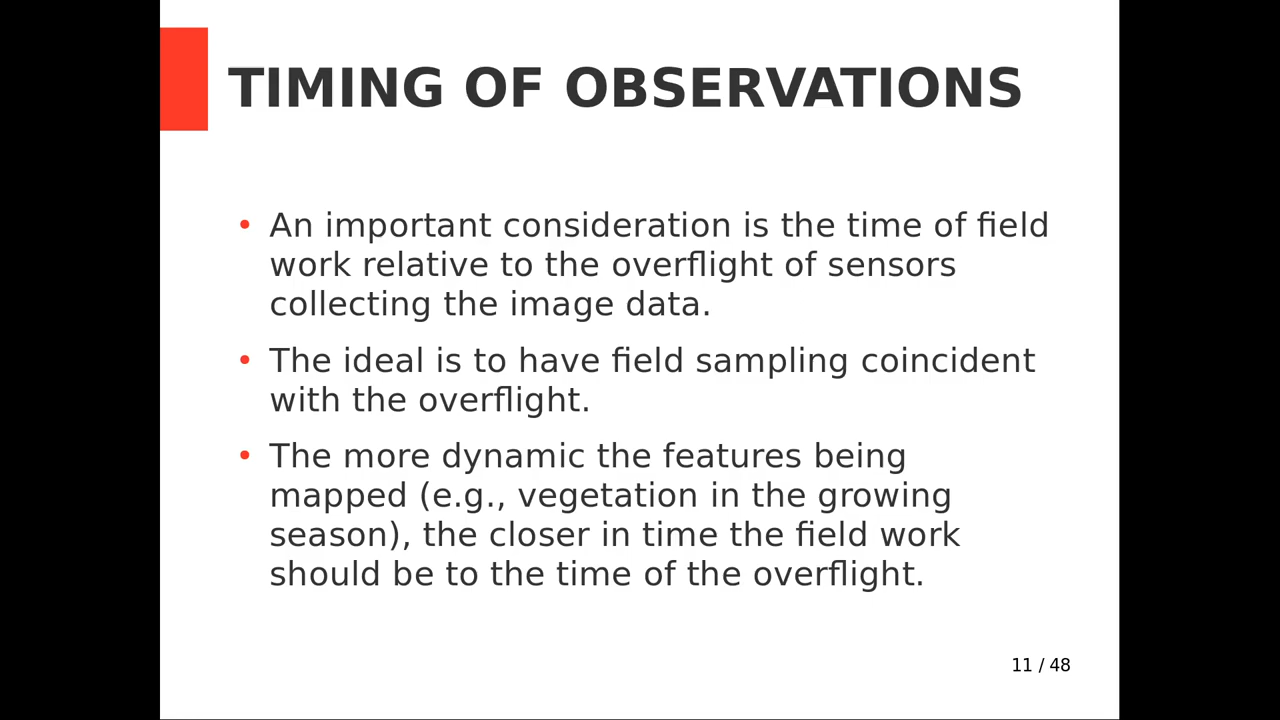 TIMING OF OBSERVATIONS
• An important consideration is the time of field
work relative to the overflight of sensors
collecting the image data.
• The ideal is to have field sampling coincident
with the overflight.
• The more dynamic the features being
mapped (e.g., vegetation in the growing
season), the closer in time the field work
should be to the time of the overflight.
11 / 48